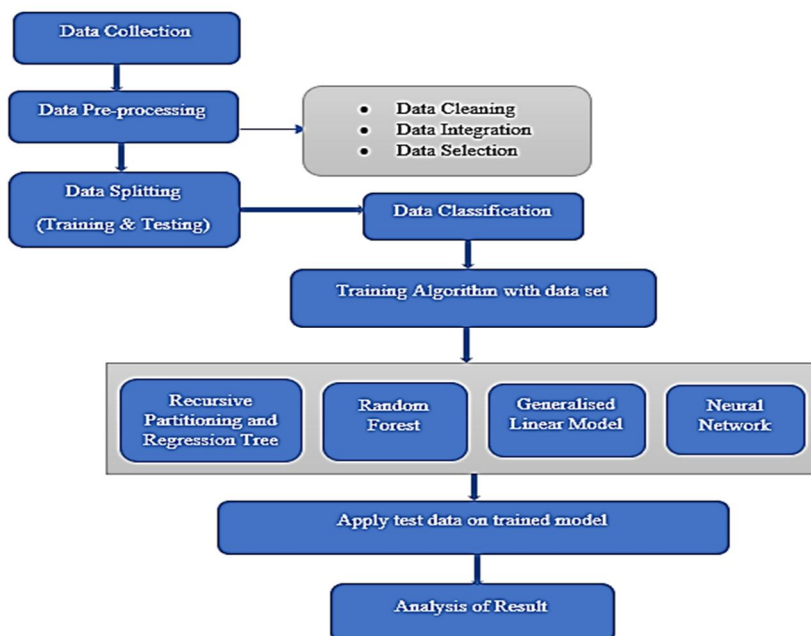 Data Collection
Data Pre-processing
• Data Cleaning
• Data Integration
• Data Selection
Data Splitting
(Training & Testing)
Data Classification
Training Algorithm with data set
Recursive
Partitioning and
Regression Tree
Random
Forest
Generalised
Linear Model
Neural
Network
Apply test data on trained model
Analysis of Result